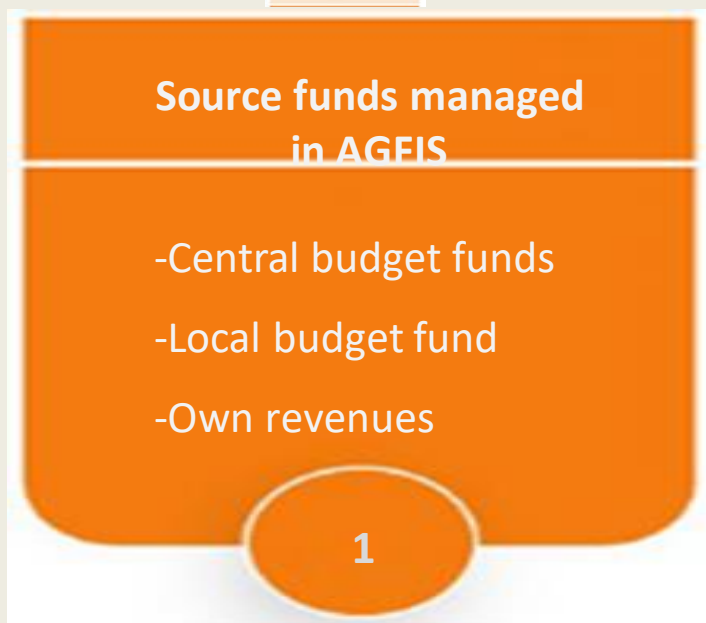 Source funds managed
in AGFIS
-Central budget funds
-Local budget fund
-Own revenues
1